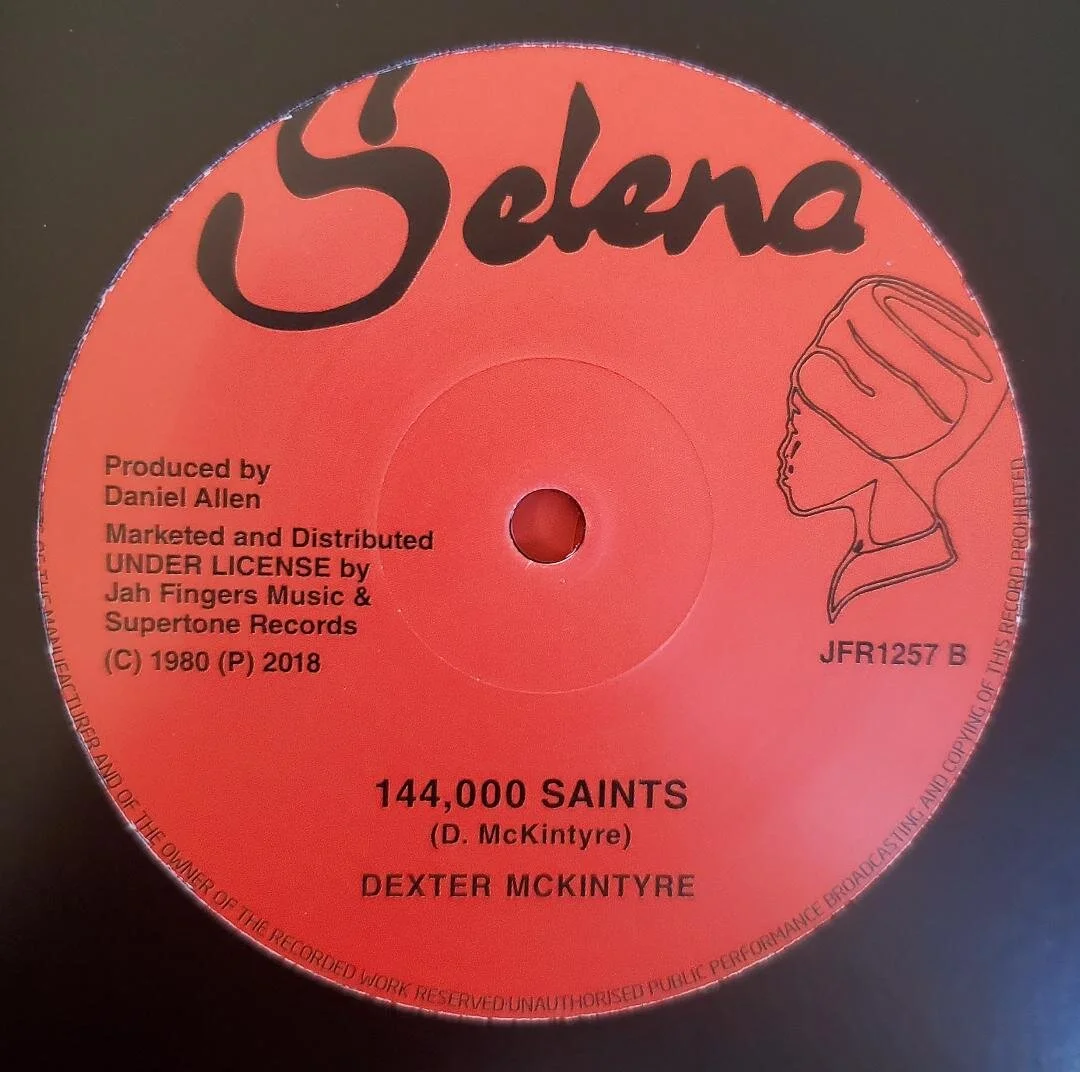 Selena
Produced by
Daniel Allen
Marketed and Distributed
UNDER LICENSE by
Jah Fingers Music &
Supertone Records
(C) 1980 (P) 2018
JFR1257 B
144,000 SAINTS
(D. McKintyre)
DEXTER MCKINTYRE
THE MANUFACTURER AND OF THE OWNER OF THE RECORDED WORK RESERVED·UNAUTHORISED PUBLIC PERFORMANCE BROADCASTING AND COPYING OF THIS RECORD PROHIBITED